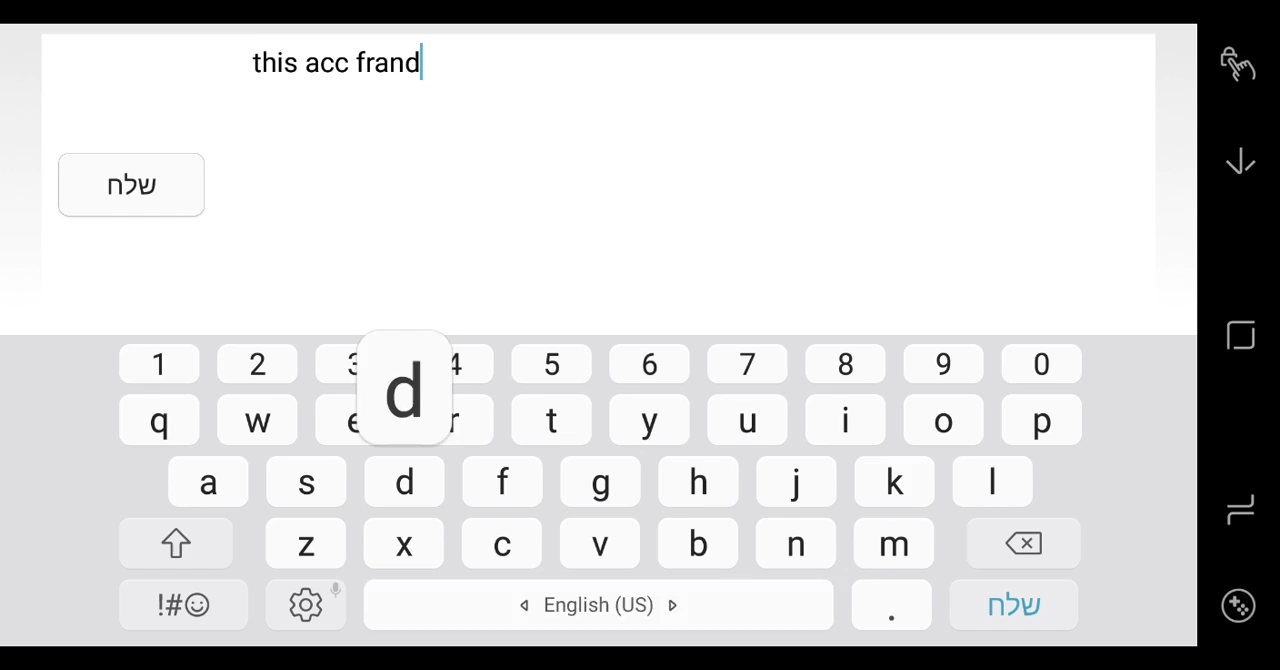 this acc frand
שלח
d
1 2 3 4 5 6 7 8 9 0
q w e r t y u i o p
a s d f g h j k l
z x c v b n m
!#☺ English (US) . שלח